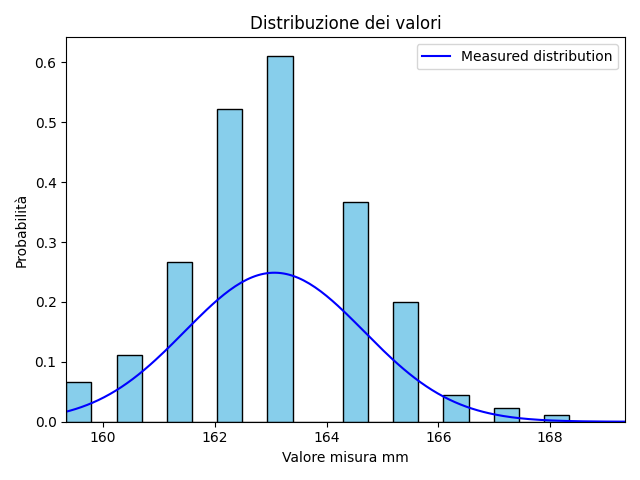 Distribuzione dei valori
Measured distribution
Probabilità
0.6
0.5
0.4
0.3
0.2
0.1
0.0
160 162 164 166 168
Valore misura mm